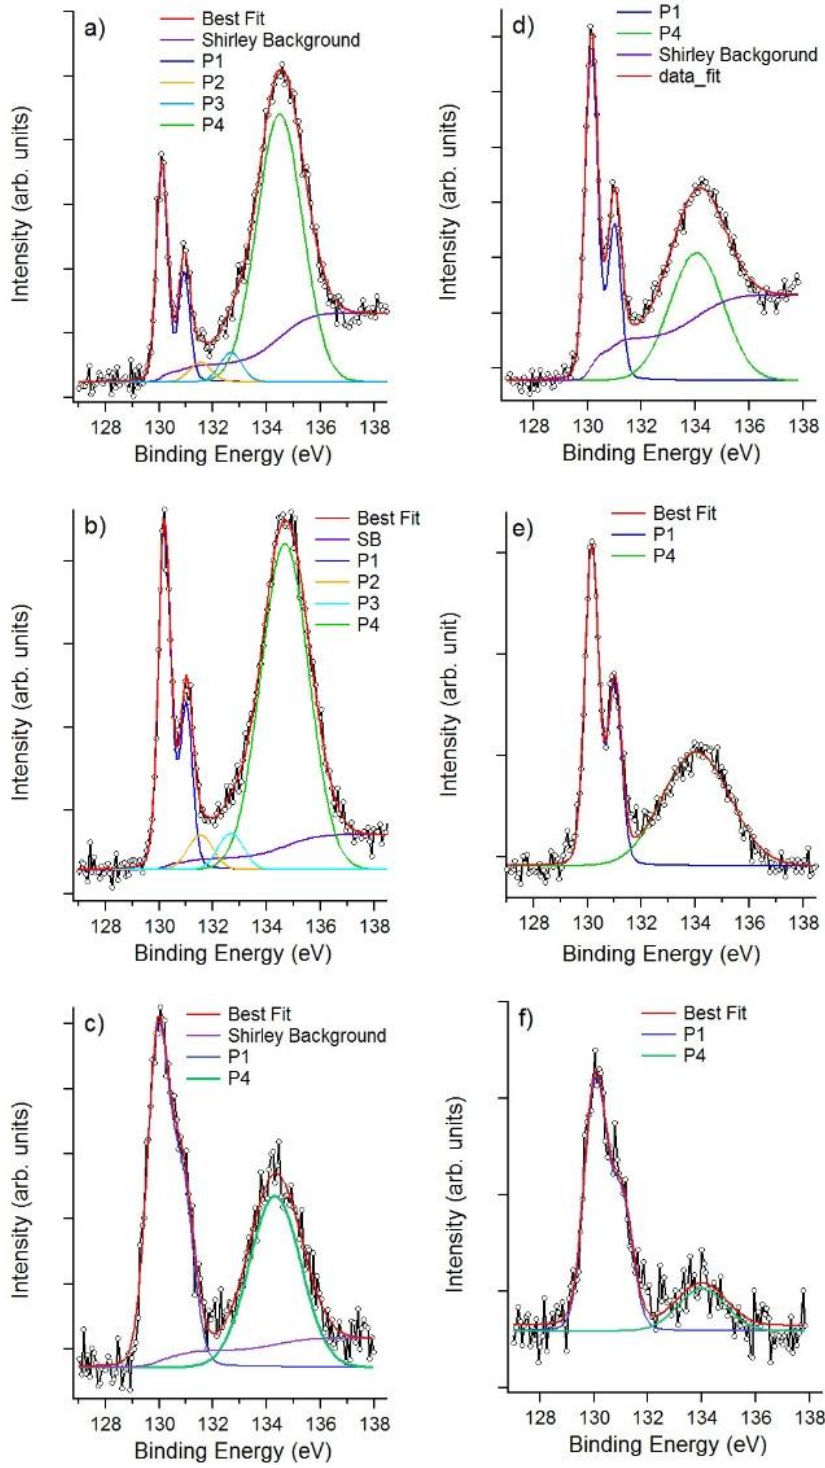 a)
Best Fit
Shirley Background
P1
P2
P3
P4
Intensity (arb. units)
128 130 132 134 136 138
Binding Energy (eV)
d)
P1
P4
Shirley Backgorund
data_fit
Intensity (arb. units)
128 130 132 134 136 138
Binding Energy (eV)
b)
Best Fit
SB
P1
P2
P3
P4
Intensity (arb. units)
128 130 132 134 136 138
Binding Energy (eV)
e)
Best Fit
P1
P4
Intensity (arb. unit)
128 130 132 134 136 138
Binding Energy (eV)
c)
Best Fit
Shirley Background
P1
P4
Intensity (arb. units)
128 130 132 134 136 138
Binding Energy (eV)
f)
Best Fit
P1
P4
Intensity (arb. units)
128 130 132 134 136 138
Binding Energy (eV)